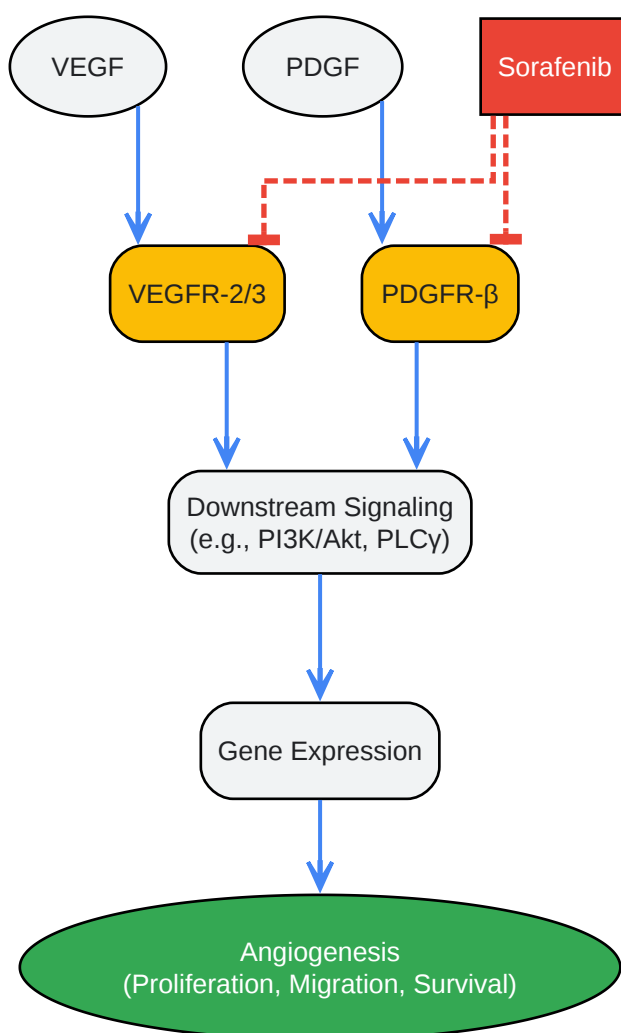 VEGF
PDGF
Sorafenib
VEGFR-2/3
PDGFR-β
Downstream Signaling
(e.g., PI3K/Akt, PLCγ)
Gene Expression
Angiogenesis
(Proliferation, Migration, Survival)